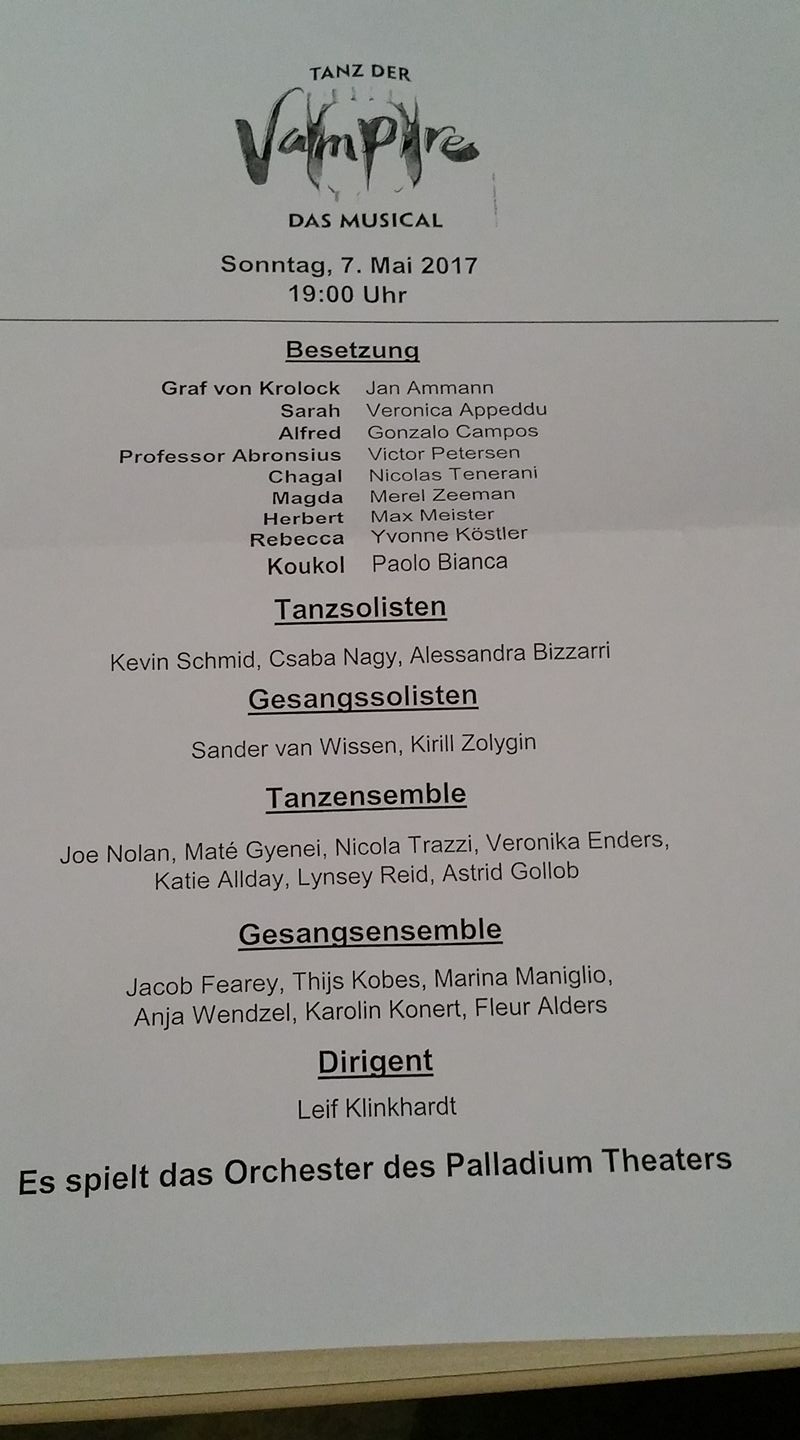 TANZ DER
Vampire
DAS MUSICAL
Sonntag, 7. Mai 2017
19:00 Uhr
Besetzung
Graf von Krolock Jan Ammann
Sarah Veronica Appeddu
Alfred Gonzalo Campos
Professor Abronsius Victor Petersen
Chagal Nicolas Tenerani
Magda Merel Zeeman
Herbert Max Meister
Rebecca Yvonne Köstler
Koukol Paolo Bianca
Tanzsolisten
Kevin Schmid, Csaba Nagy, Alessandra Bizzarri
Gesangssolisten
Sander van Wissen, Kirill Zolygin
Tanzensemble
Joe Nolan, Maté Gyenei, Nicola Trazzi, Veronika Enders,
Katie Allday, Lynsey Reid, Astrid Gollob
Gesangsensemble
Jacob Fearey, Thijs Kobes, Marina Maniglio,
Anja Wendzel, Karolin Konert, Fleur Alders
Dirigent
Leif Klinkhardt
Es spielt das Orchester des Palladium Theaters